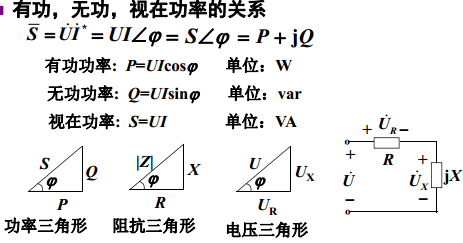 有功，无功，视在功率的关系
S̅ = U̇İ* = UI∠φ = S∠φ = P + jQ
有功功率: P=UIcosφ 单位: W
无功功率: Q=UIsinφ 单位: var
视在功率: S=UI 单位: VA
S φ P Q
|Z| φ R X
U φ U_R U_X
+ U̇_R −
R
+ U̇ −
+ U̇_X −
jX
功率三角形 阻抗三角形 电压三角形